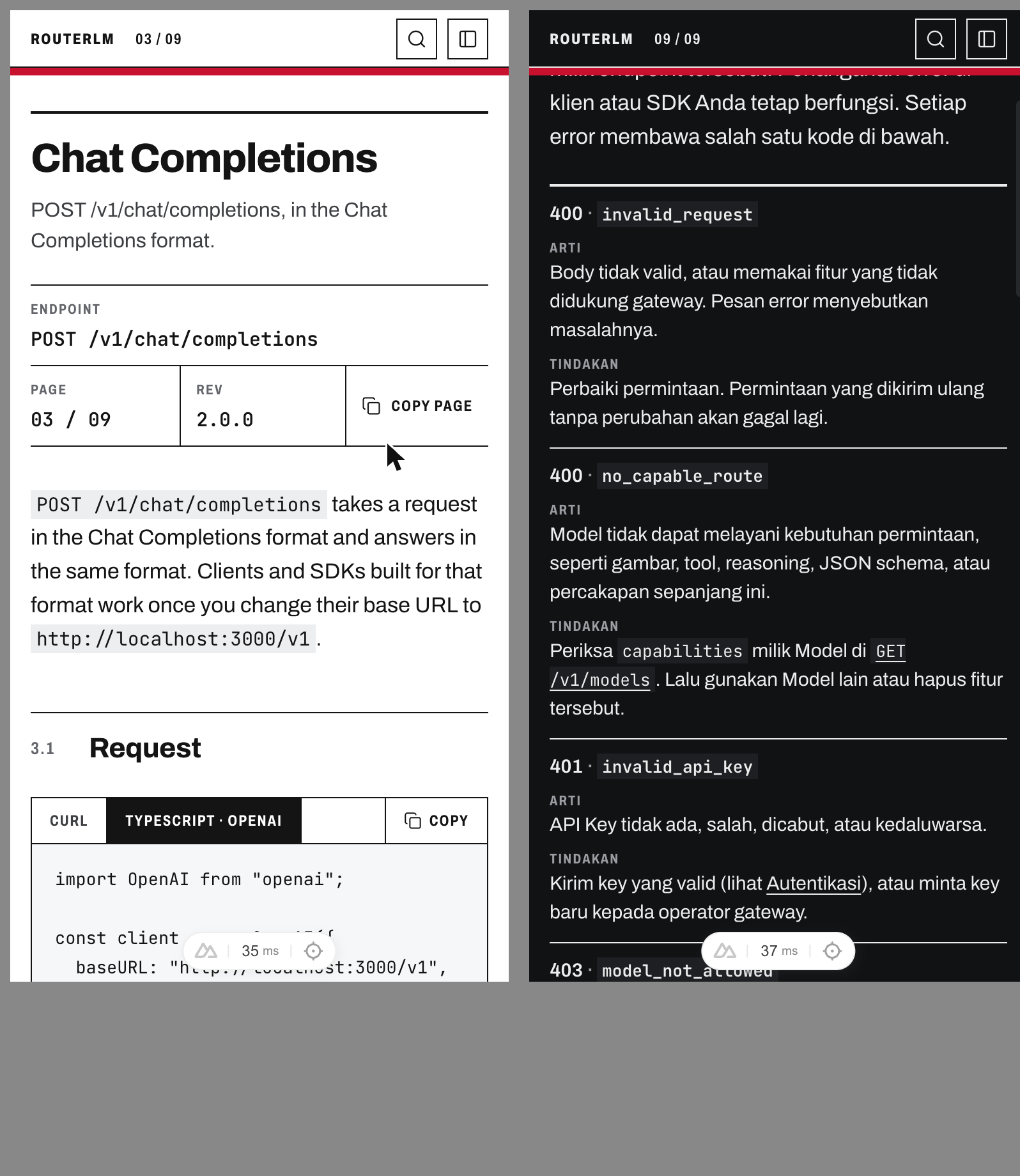 ROUTERLM 03 / 09
Chat Completions
POST /v1/chat/completions, in the Chat
Completions format.
ENDPOINT
POST /v1/chat/completions
PAGE
03 / 09
REV
2.0.0
COPY PAGE
POST /v1/chat/completions takes a request
in the Chat Completions format and answers in
the same format. Clients and SDKs built for that
format work once you change their base URL to
http://localhost:3000/v1.
3.1 Request
CURL TYPESCRIPT · OPENAI COPY
import OpenAI from "openai";
const client
baseURL: "http://localhost:3000/v1",
35 ms
ROUTERLM 09 / 09
klien atau SDK Anda tetap berfungsi. Setiap
error membawa salah satu kode di bawah.
400 · invalid_request
ARTI
Body tidak valid, atau memakai fitur yang tidak
didukung gateway. Pesan error menyebutkan
masalahnya.
TINDAKAN
Perbaiki permintaan. Permintaan yang dikirim ulang
tanpa perubahan akan gagal lagi.
400 · no_capable_route
ARTI
Model tidak dapat melayani kebutuhan permintaan,
seperti gambar, tool, reasoning, JSON schema, atau
percakapan sepanjang ini.
TINDAKAN
Periksa capabilities milik Model di GET
/v1/models. Lalu gunakan Model lain atau hapus fitur
tersebut.
401 · invalid_api_key
ARTI
API Key tidak ada, salah, dicabut, atau kedaluwarsa.
TINDAKAN
Kirim key yang valid (lihat Autentikasi), atau minta key
baru kepada operator gateway.
403 · model_not_allowed
37 ms